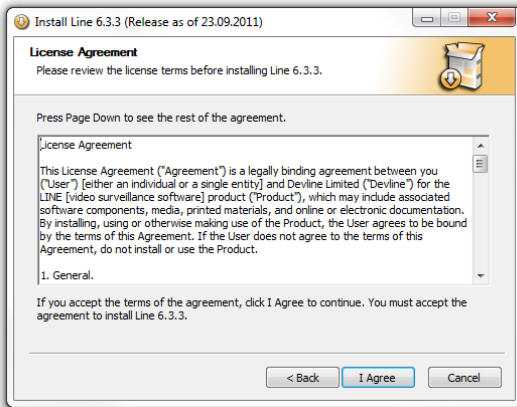 Install Line 6.3.3 (Release as of 23.09.2011)
License Agreement
Please review the license terms before installing Line 6.3.3.
Press Page Down to see the rest of the agreement.
License Agreement
This License Agreement ("Agreement") is a legally binding agreement between you
("User") [either an individual or a single entity] and Devline Limited ("Devline") for the
LINE [video surveillance software] product ("Product"), which may include associated
software components, media, printed materials, and online or electronic documentation.
By installing, using or otherwise making use of the Product, the User agrees to be bound
by the terms of this Agreement. If the User does not agree to the terms of this
Agreement, do not install or use the Product.
1. General.
If you accept the terms of the agreement, click I Agree to continue. You must accept the
agreement to install Line 6.3.3.
< Back I Agree Cancel